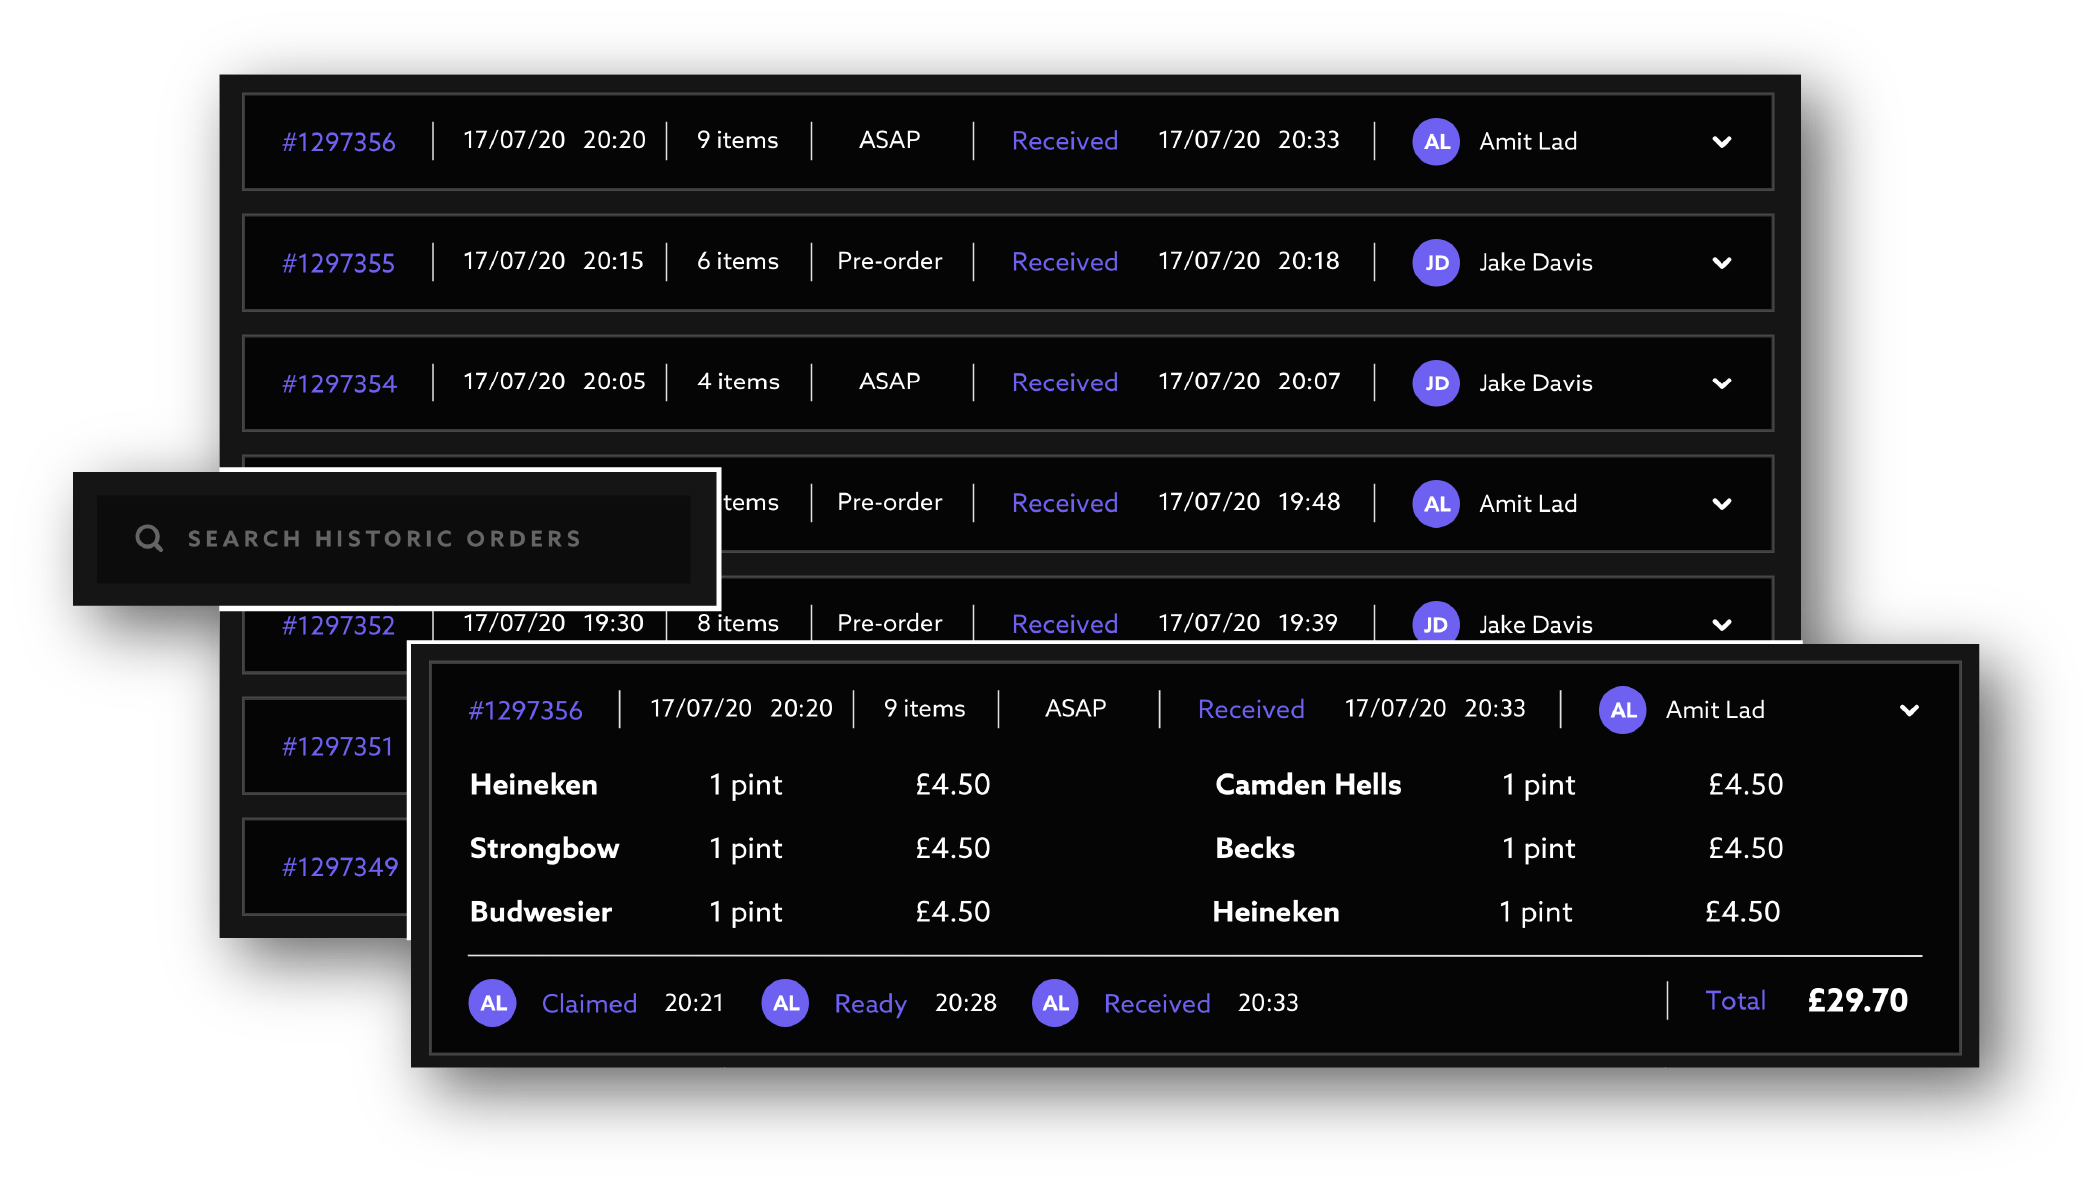 #1297356 17/07/20 20:20 9 items ASAP Received 17/07/20 20:33 AL Amit Lad
#1297355 17/07/20 20:15 6 items Pre-order Received 17/07/20 20:18 JD Jake Davis
#1297354 17/07/20 20:05 4 items ASAP Received 17/07/20 20:07 JD Jake Davis
tems Pre-order Received 17/07/20 19:48 AL Amit Lad
SEARCH HISTORIC ORDERS
#1297352 17/07/20 19:30 8 items Pre-order Received 17/07/20 19:39 JD Jake Davis
#1297351
#1297349
#1297356 17/07/20 20:20 9 items ASAP Received 17/07/20 20:33 AL Amit Lad
Heineken 1 pint £4.50 Camden Hells 1 pint £4.50
Strongbow 1 pint £4.50 Becks 1 pint £4.50
Budwesier 1 pint £4.50 Heineken 1 pint £4.50
AL Claimed 20:21 AL Ready 20:28 AL Received 20:33 Total £29.70